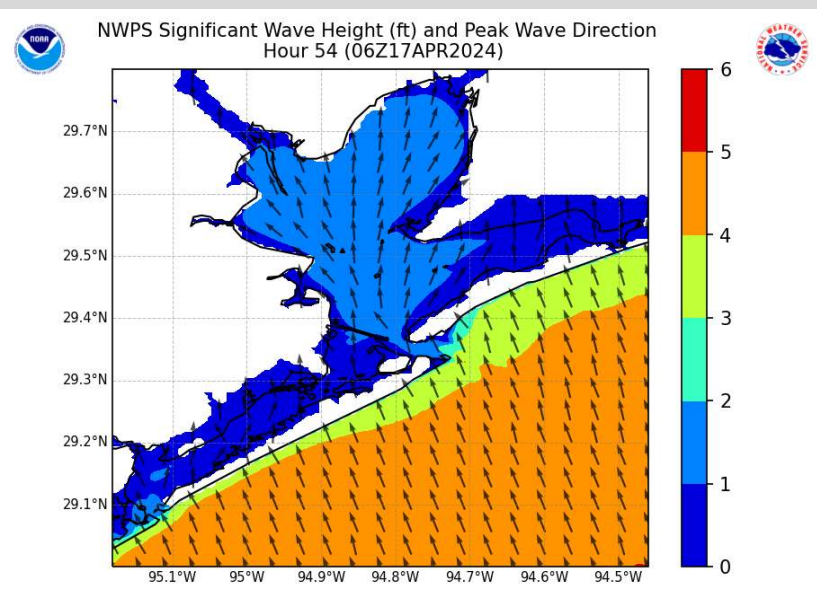 NWPS Significant Wave Height (ft) and Peak Wave Direction
Hour 54 (06Z17APR2024)
NOAA
6
5
4
3
2
1
0
29.7°N
29.6°N
29.5°N
29.4°N
29.3°N
29.2°N
29.1°N
95.1°W 95°W 94.9°W 94.8°W 94.7°W 94.6°W 94.5°W